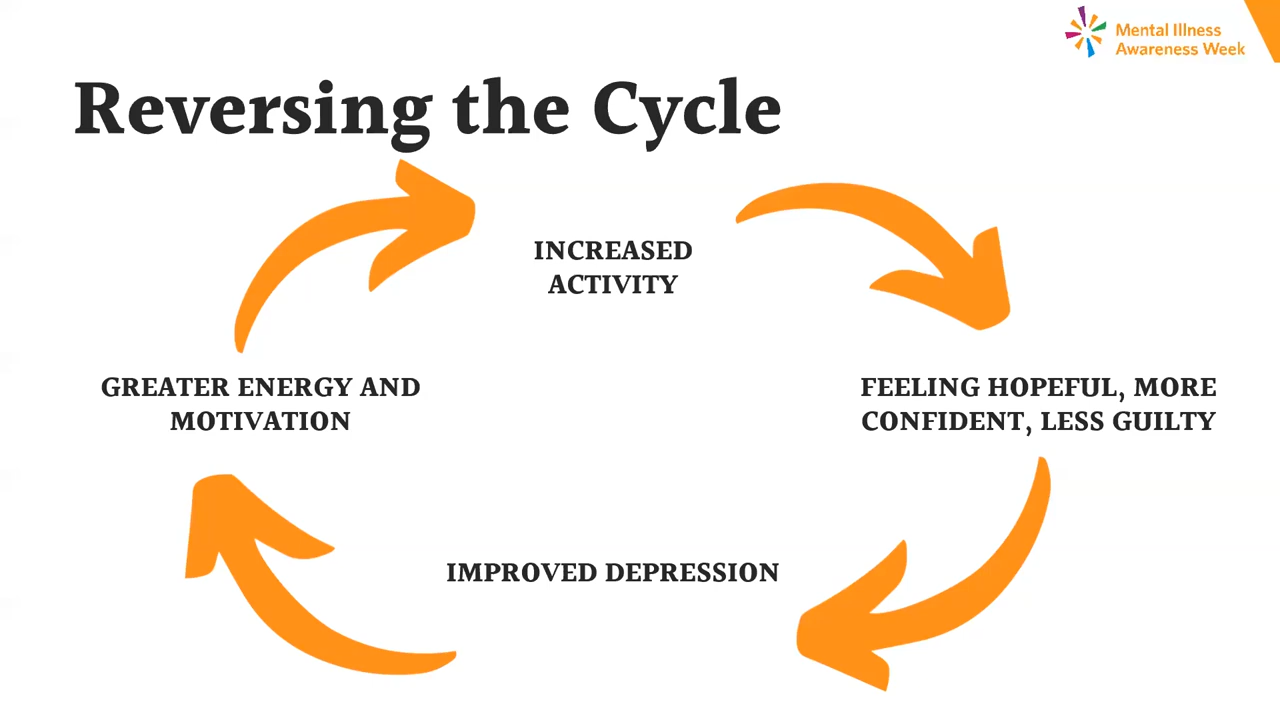 Mental Illness
Awareness Week
Reversing the Cycle
INCREASED
ACTIVITY
FEELING HOPEFUL, MORE
CONFIDENT, LESS GUILTY
IMPROVED DEPRESSION
GREATER ENERGY AND
MOTIVATION